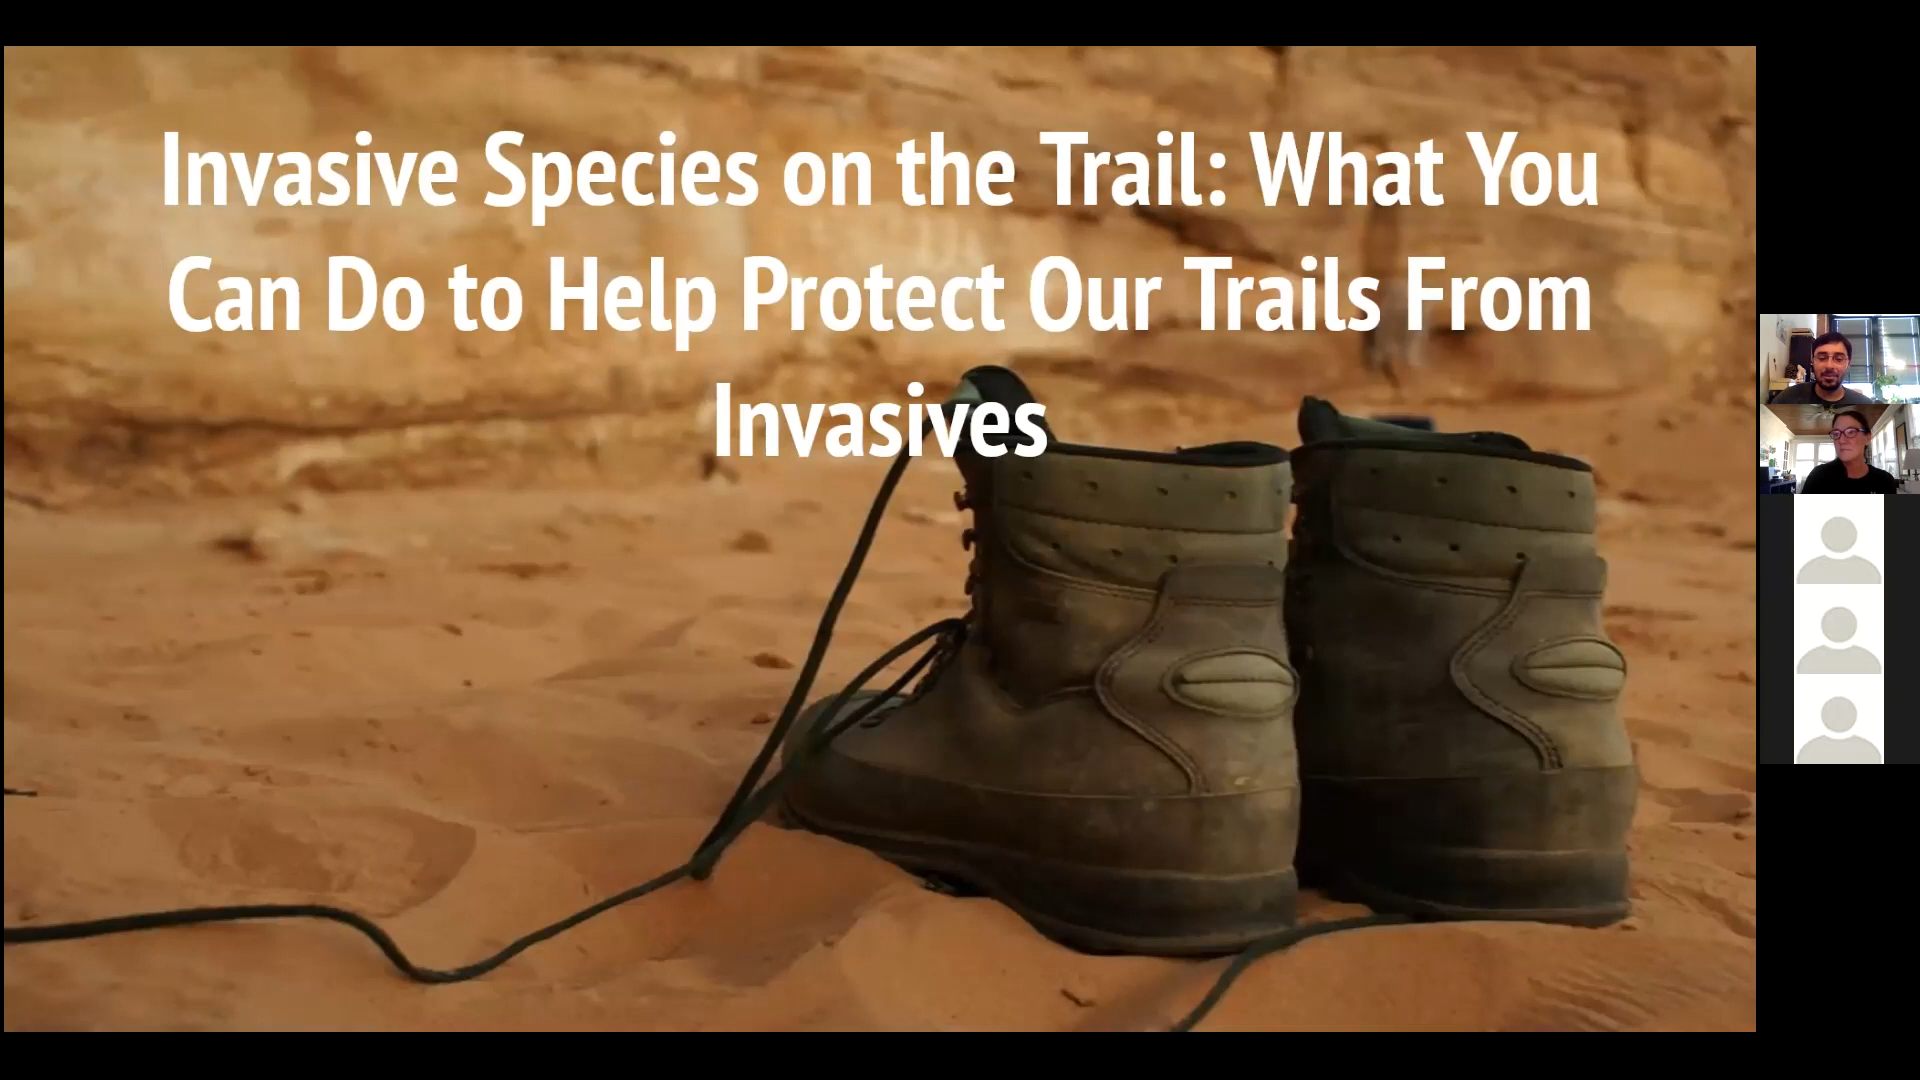 Invasive Species on the Trail: What You
Can Do to Help Protect Our Trails From
Invasives